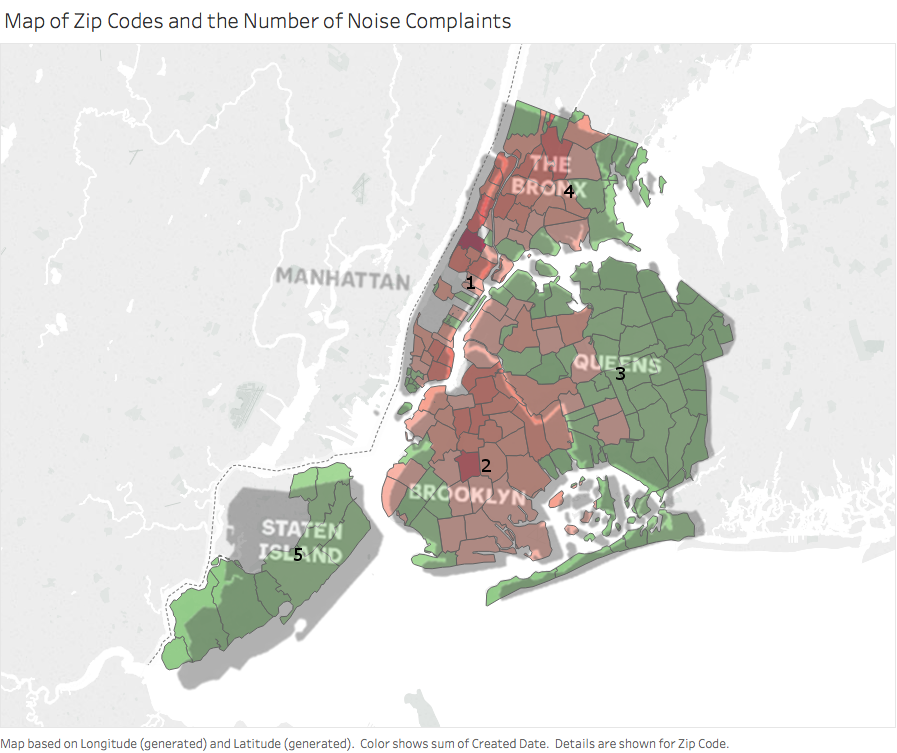 Map of Zip Codes and the Number of Noise Complaints
THE
BRONX
4
MANHATTAN
1
QUEENS
3
2
BROOKLYN
STATEN
ISLAND
5
Map based on Longitude (generated) and Latitude (generated). Color shows sum of Created Date. Details are shown for Zip Code.